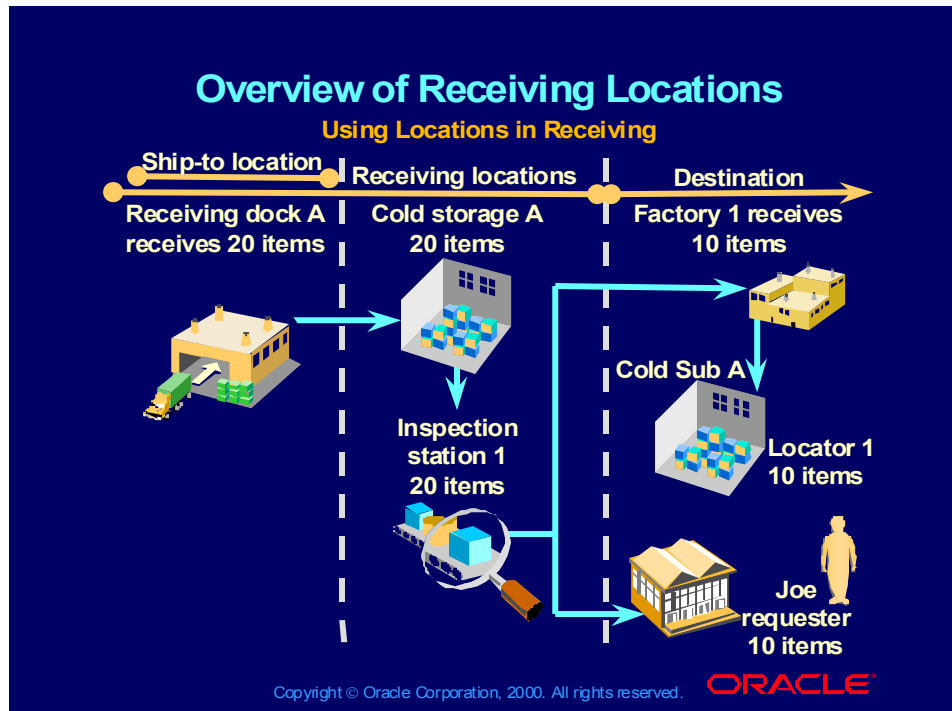 Overview of Receiving Locations
Using Locations in Receiving
Ship-to location
Receiving locations
Destination
Receiving dock A
receives 20 items
Cold storage A
20 items
Factory 1 receives
10 items
Cold Sub A
Inspection
station 1
20 items
Locator 1
10 items
Joe
requester
10 items
Copyright © Oracle Corporation, 2000. All rights reserved.
ORACLE®